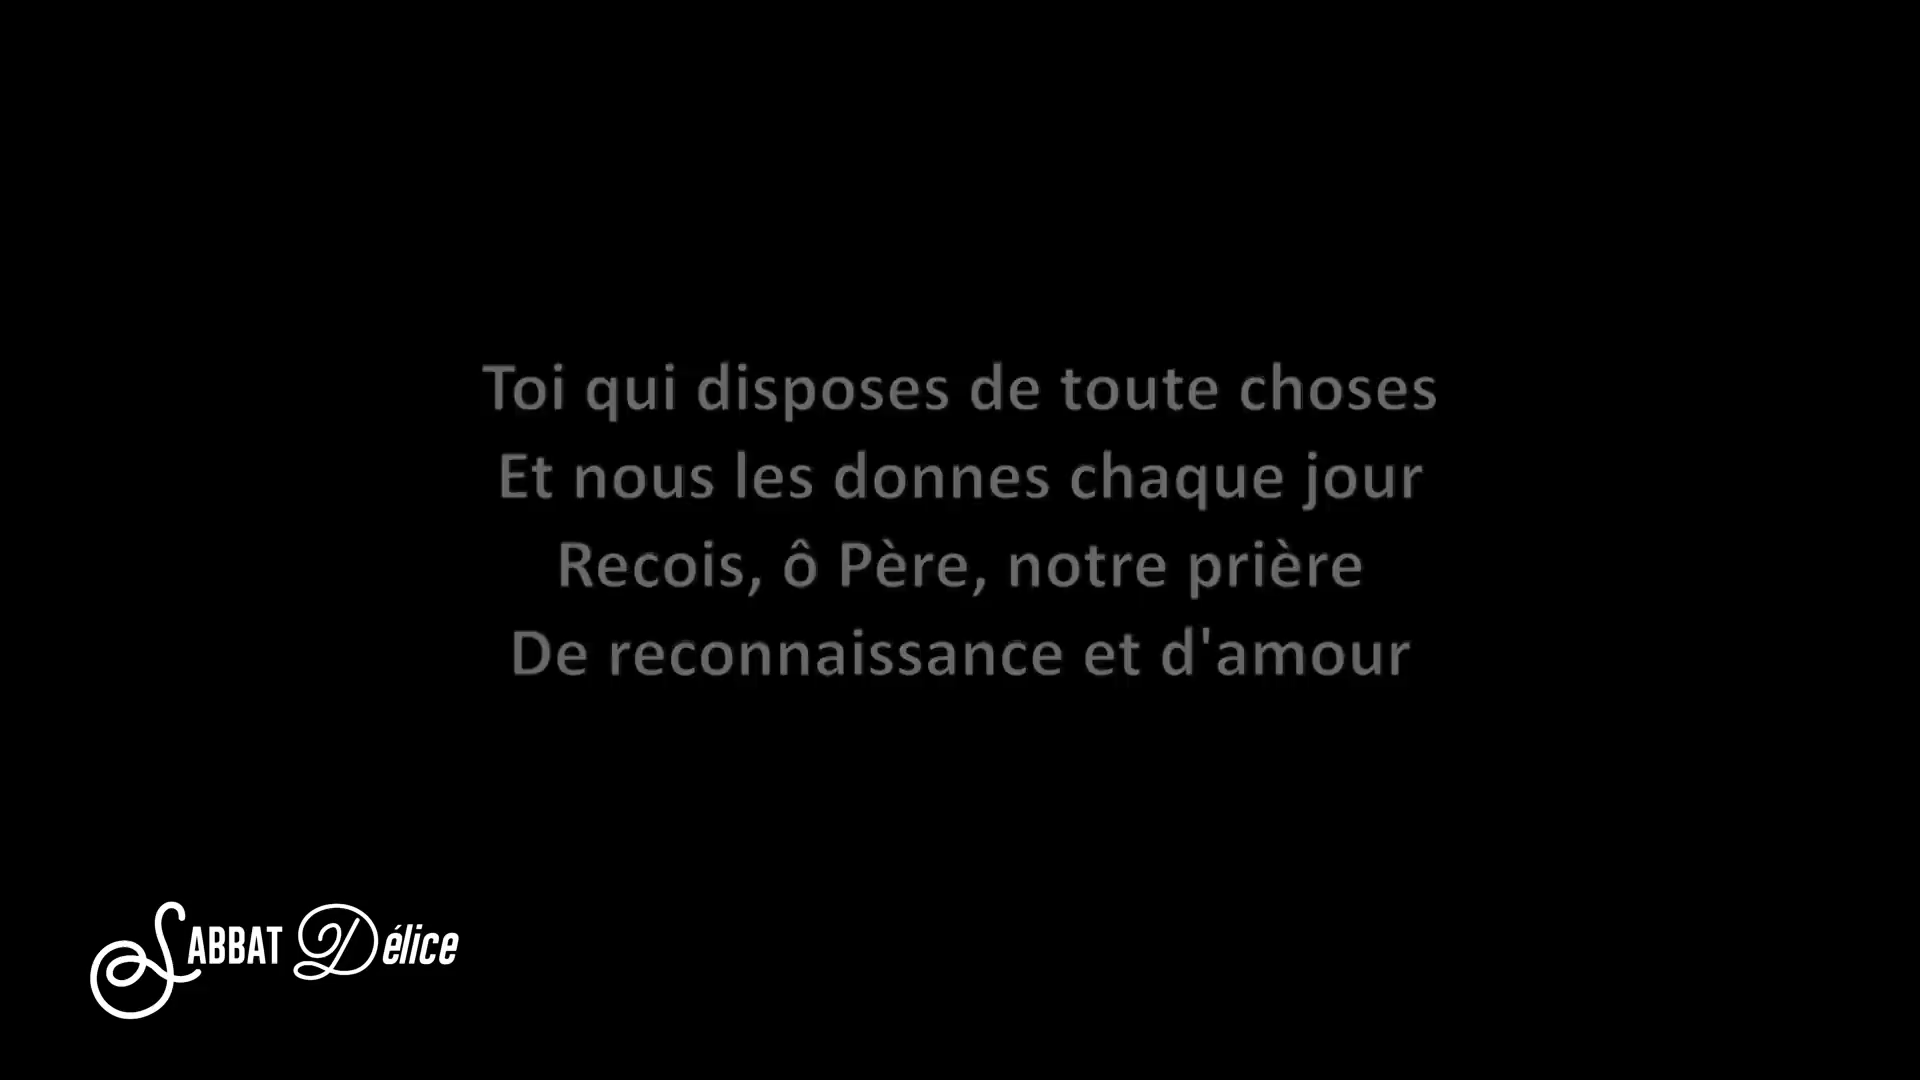 Toi qui disposes de toute choses
Et nous les donnes chaque jour
Recois, ô Père, notre prière
De reconnaissance et d'amour
SABBAT Délice